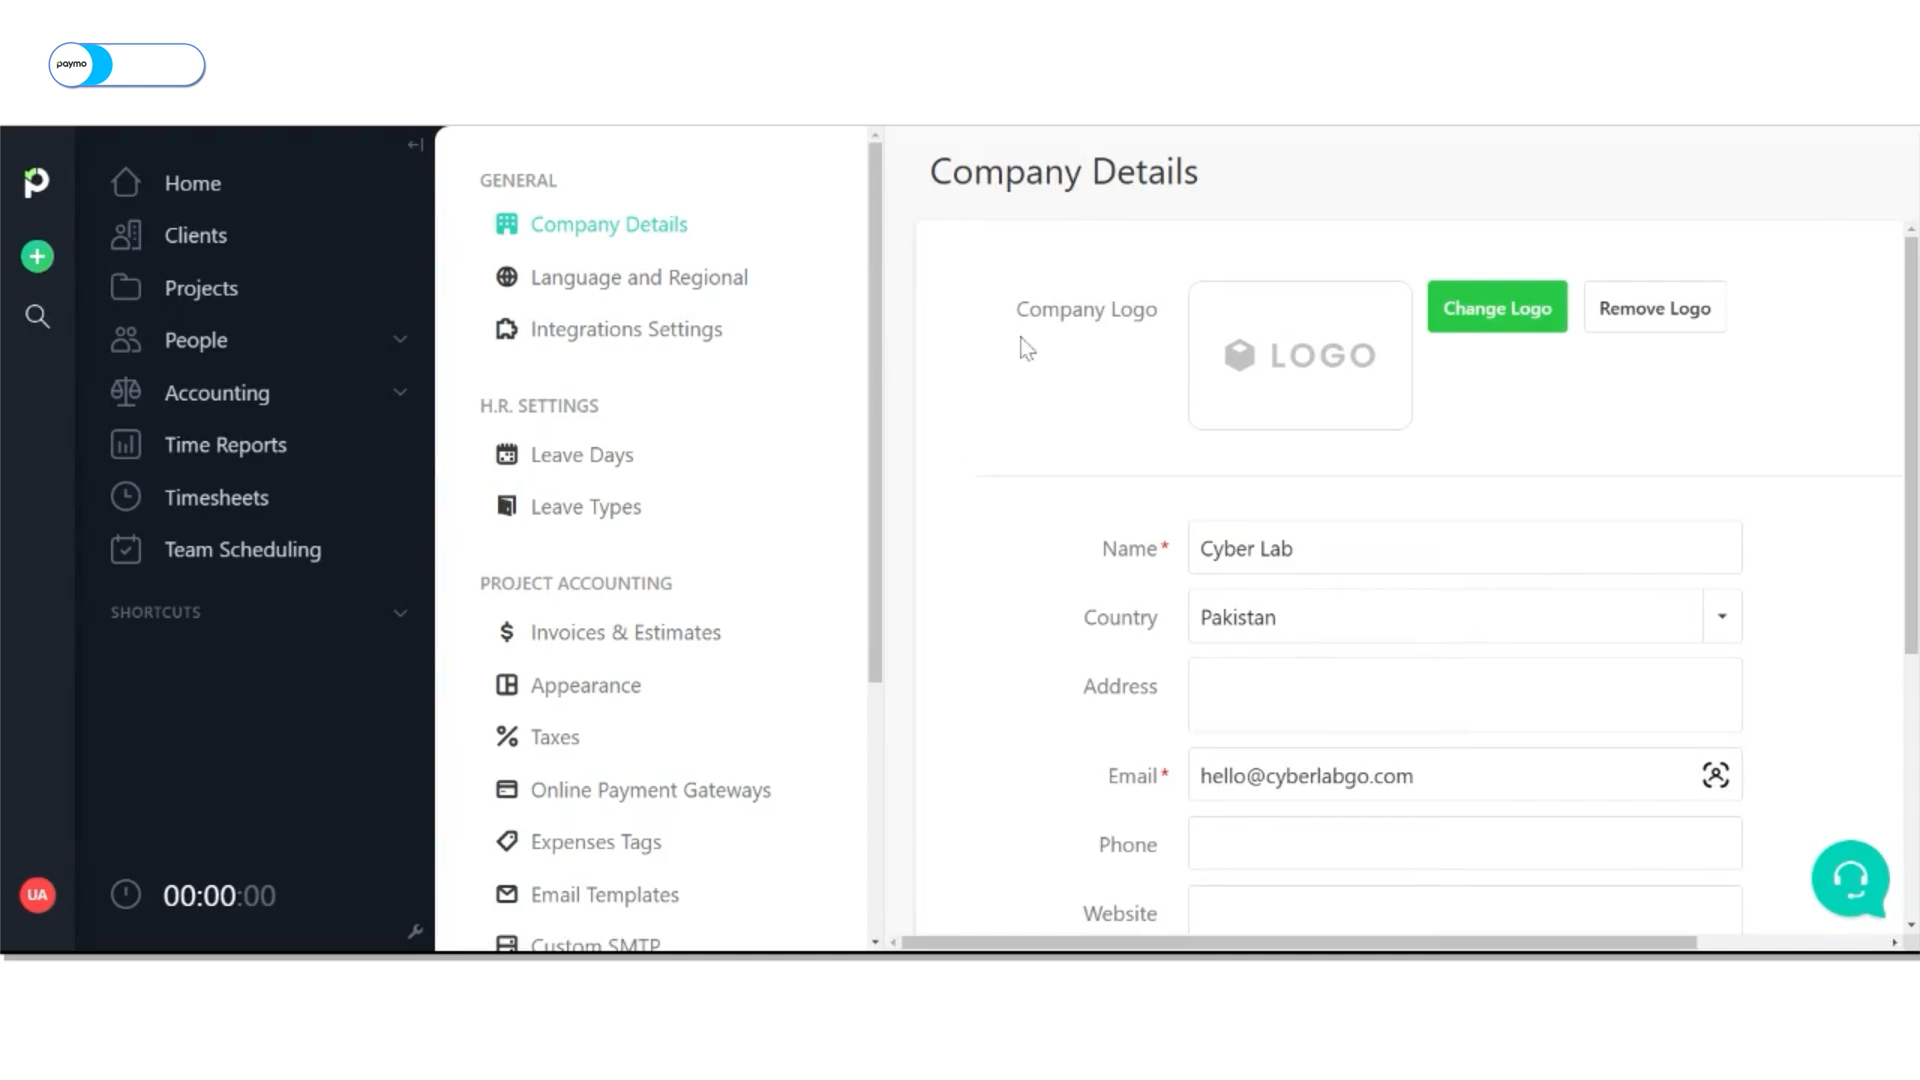 paymo
Home
Clients
Projects
People
Accounting
Time Reports
Timesheets
Team Scheduling
SHORTCUTS
UA
00:00:00
GENERAL
Company Details
Language and Regional
Integrations Settings
H.R. SETTINGS
Leave Days
Leave Types
PROJECT ACCOUNTING
Invoices & Estimates
Appearance
Taxes
Online Payment Gateways
Expenses Tags
Email Templates
Custom SMTP
Company Details
Company Logo
LOGO
Change Logo
Remove Logo
Name* Cyber Lab
Country Pakistan
Address
Email* hello@cyberlabgo.com
Phone
Website